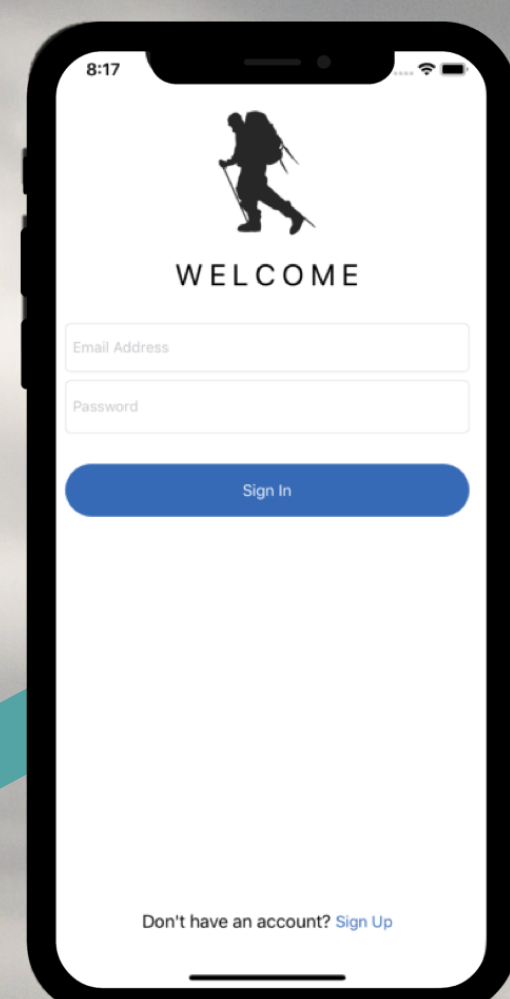 8:17
WELCOME
Email Address
Password
Sign In
Don't have an account? Sign Up